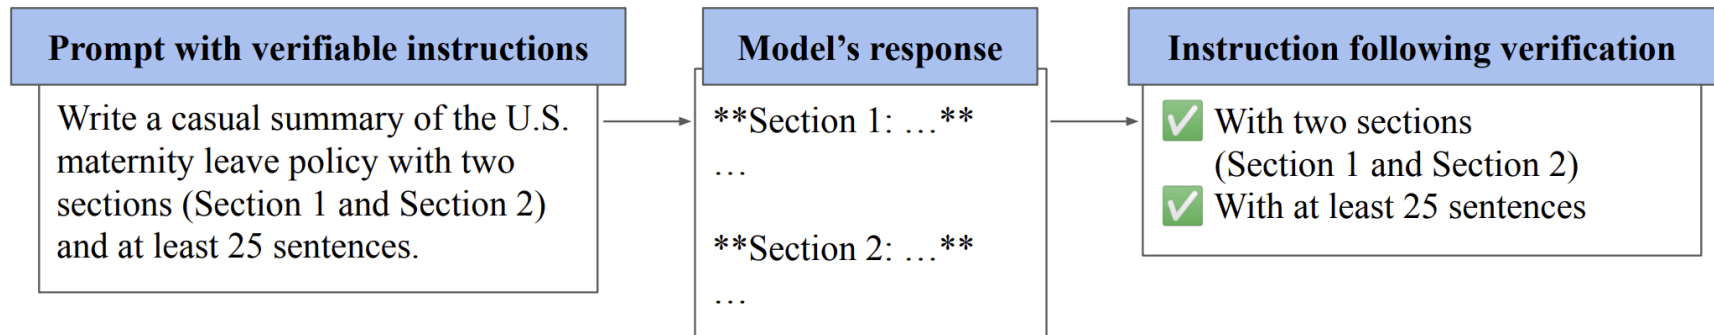 Prompt with verifiable instructions
Write a casual summary of the U.S.
maternity leave policy with two
sections (Section 1 and Section 2)
and at least 25 sentences.
Model’s response
**Section 1: …**
…
**Section 2: …**
…
Instruction following verification
✅ With two sections
(Section 1 and Section 2)
✅ With at least 25 sentences